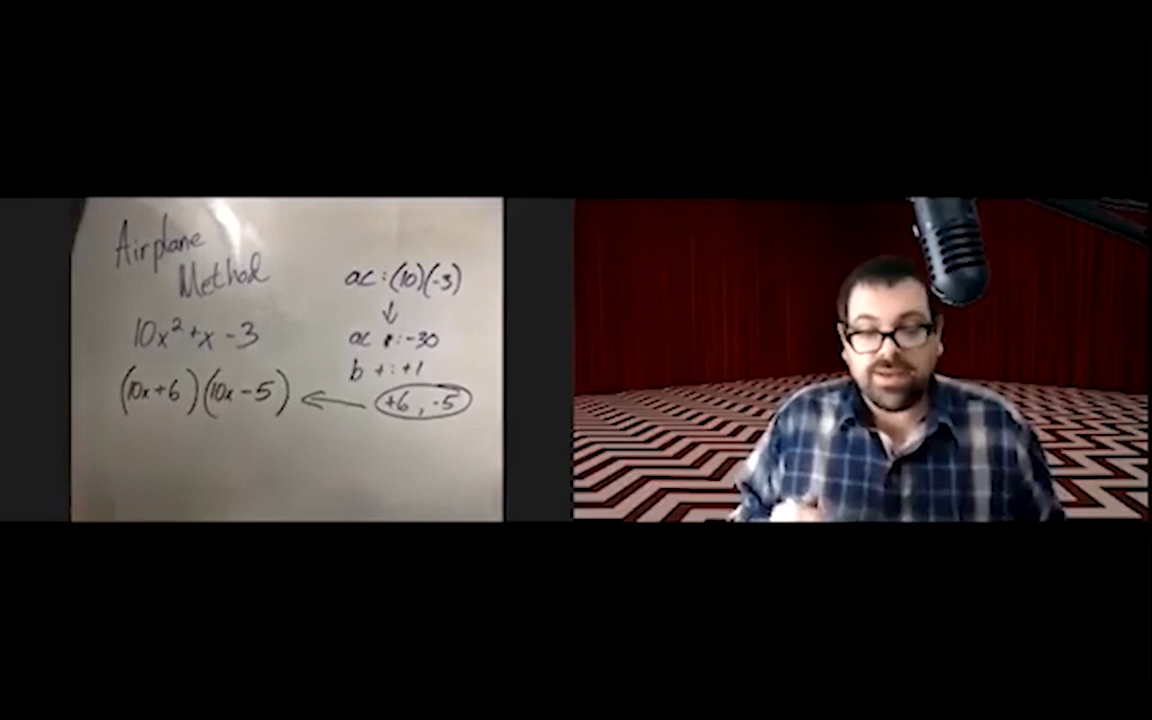 Airplane
Method
10x² + x - 3
(10x + 6)(10x - 5)
ac : (10)(-3)
↓
ac • : -30
b + : +1
+6, -5